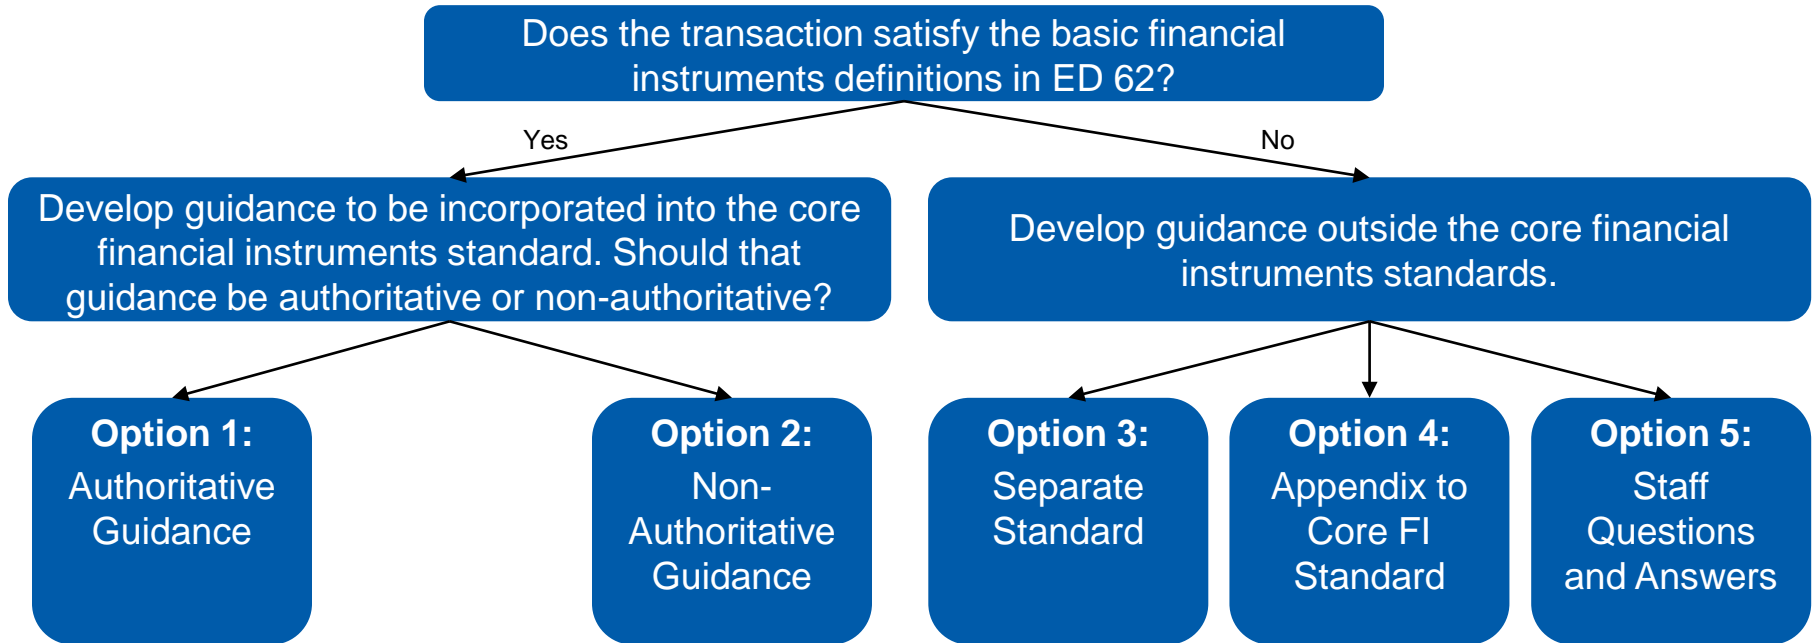 Does the transaction satisfy the basic financial
instruments definitions in ED 62?
Yes
No
Develop guidance to be incorporated into the core
financial instruments standard. Should that
guidance be authoritative or non-authoritative?
Develop guidance outside the core financial
instruments standards.
Option 1:
Authoritative
Guidance
Option 2:
Non-
Authoritative
Guidance
Option 3:
Separate
Standard
Option 4:
Appendix to
Core FI
Standard
Option 5:
Staff
Questions
and Answers